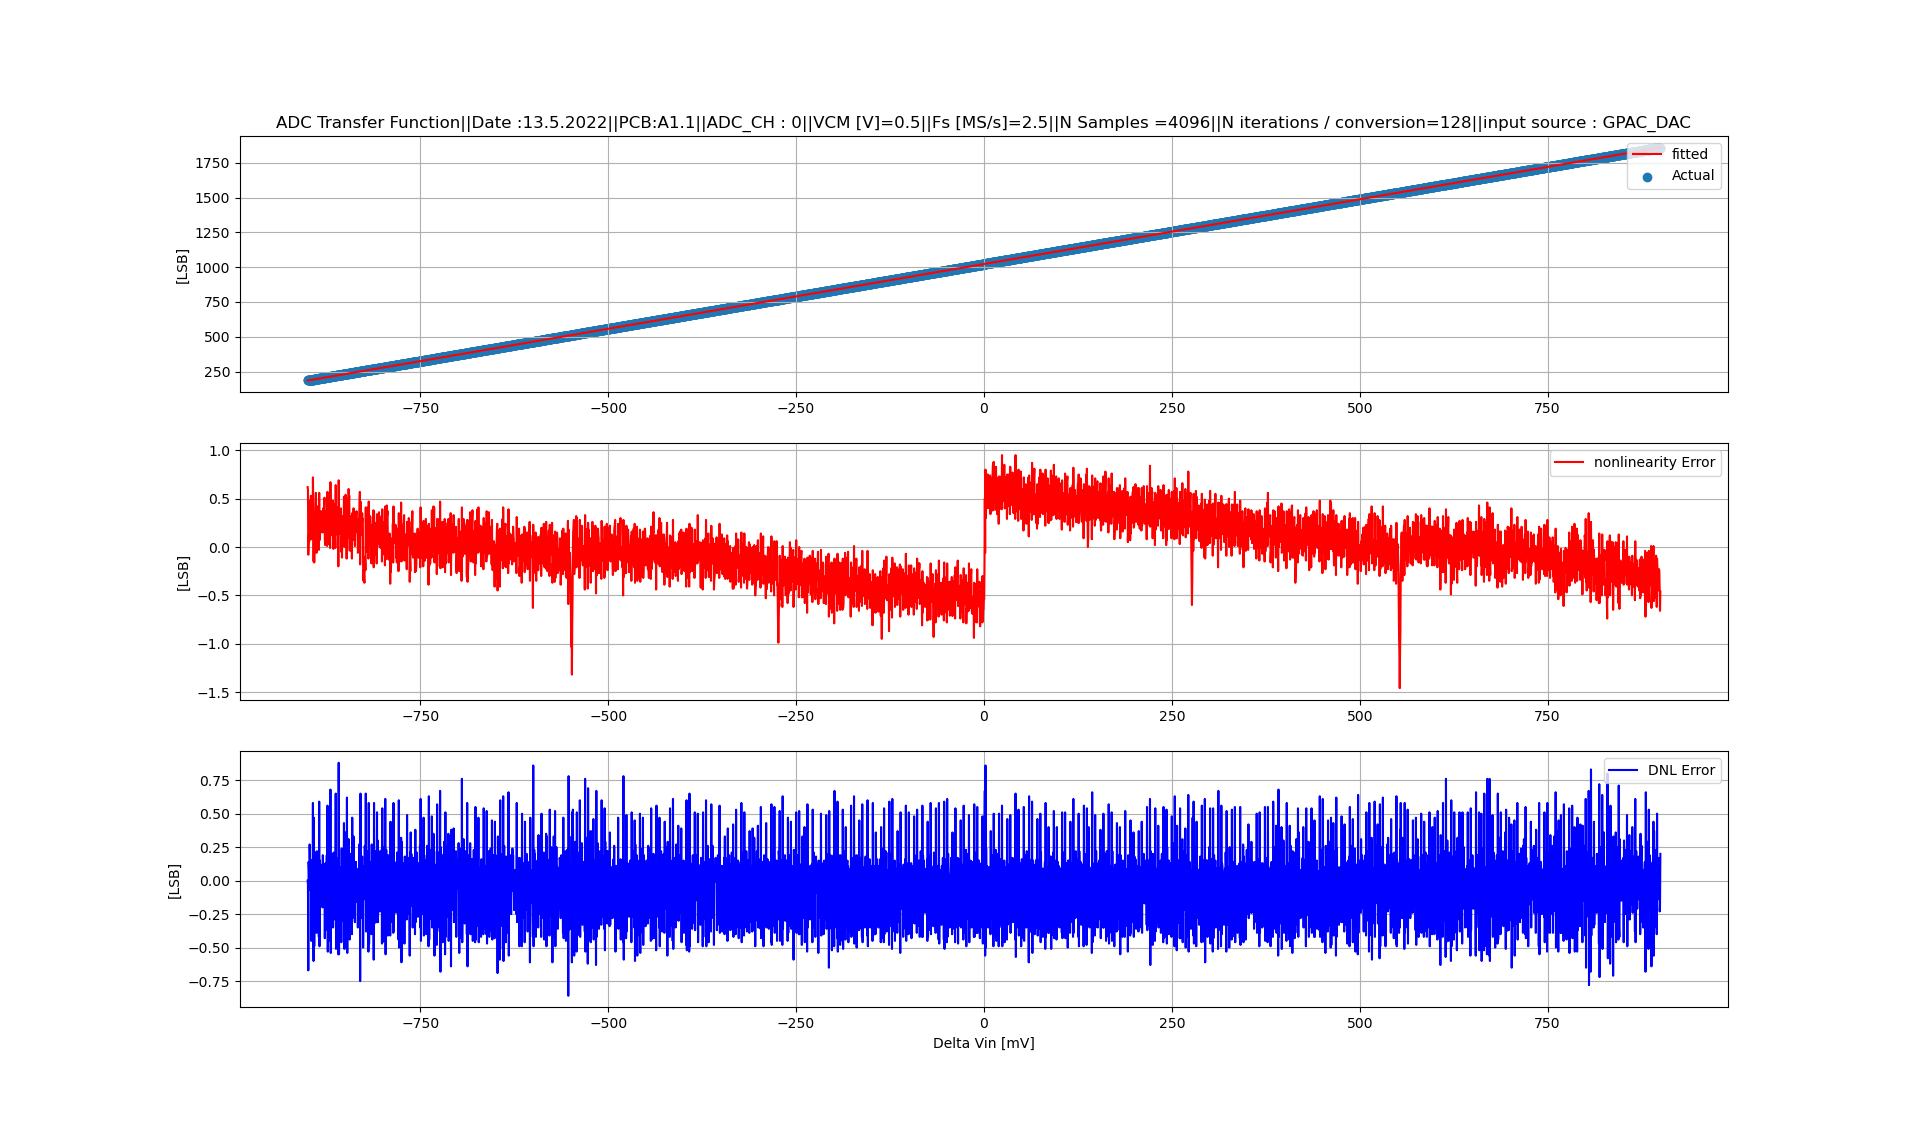 ADC Transfer Function||Date :13.5.2022||PCB:A1.1||ADC_CH : 0||VCM [V]=0.5||Fs [MS/s]=2.5||N Samples =4096||N iterations / conversion=128||input source : GPAC_DAC
1750
1500
1250
1000
750
500
250
[LSB]
fitted
Actual
−750 −500 −250 0 250 500 750
1.0
0.5
0.0
−0.5
−1.0
−1.5
[LSB]
nonlinearity Error
−750 −500 −250 0 250 500 750
0.75
0.50
0.25
0.00
−0.25
−0.50
−0.75
[LSB]
DNL Error
−750 −500 −250 0 250 500 750
Delta Vin [mV]